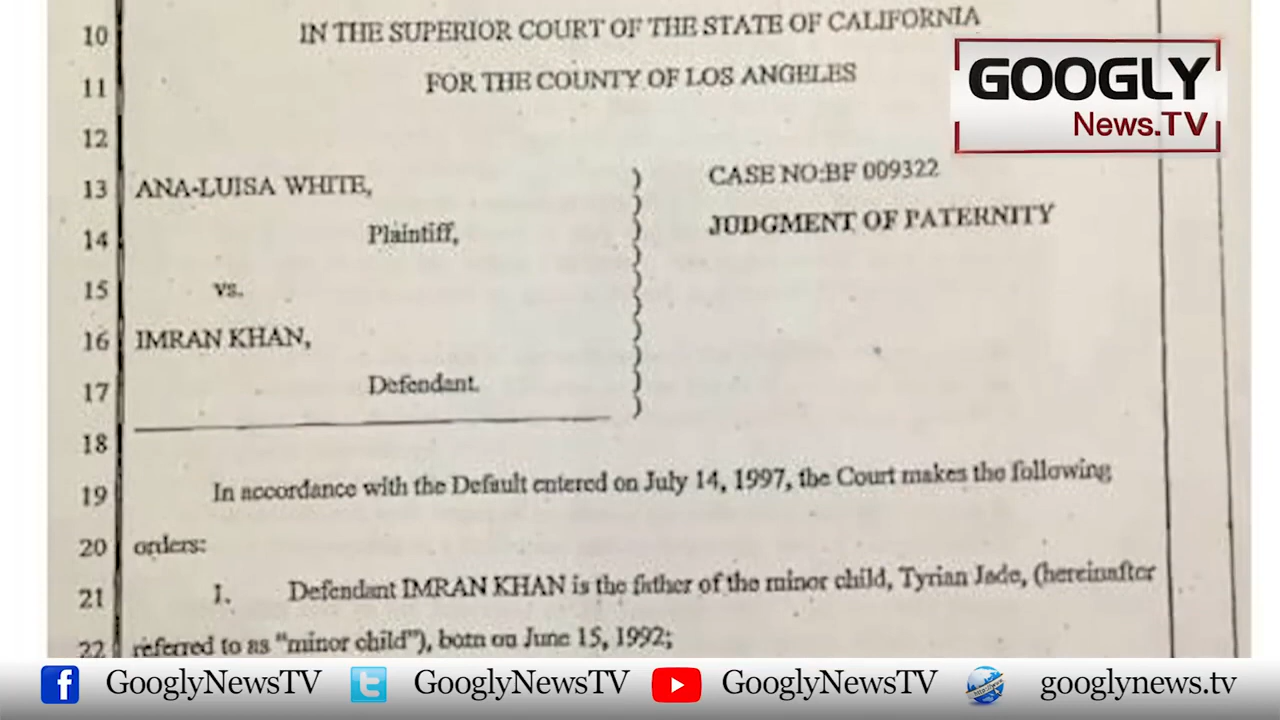 10 IN THE SUPERIOR COURT OF THE STATE OF CALIFORNIA
11 FOR THE COUNTY OF LOS ANGELES
GOOGLY
News.TV
12
13 ANA-LUISA WHITE, ) CASE NO:BF 009322
14 Plaintiff, ) JUDGMENT OF PATERNITY
15 vs. )
16 IMRAN KHAN, )
17 Defendant. )
18
19 In accordance with the Default entered on July 14, 1997, the Court makes the following
20 orders:
21 1. Defendant IMRAN KHAN is the father of the minor child, Tyrian Jade, (hereinafter
22 referred to as "minor child"), born on June 15, 1992;
GooglyNewsTV GooglyNewsTV GooglyNewsTV googlynews.tv